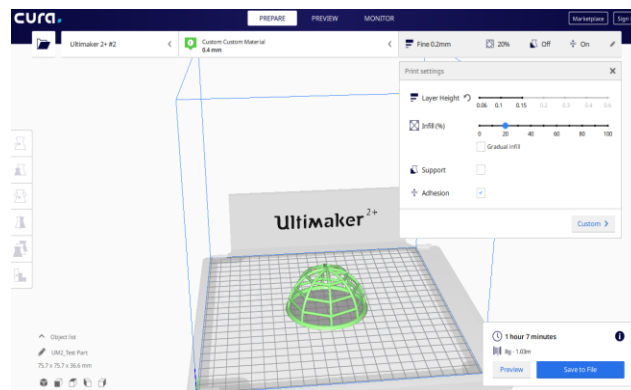 cura.
PREPARE PREVIEW MONITOR
Marketplace Sign
Ultimaker 2+ #2
Custom Custom Material
0.4 mm
Fine 0.2mm 20% Off On
Print settings
Layer Height
0.06 0.1 0.15 0.2 0.3 0.4 0.6
Infill (%)
0 20 40 60 80 100
Gradual infill
Support
Adhesion
Custom
Ultimaker 2+
Object list
UM2_Test Part
75.7 x 75.7 x 36.6 mm
1 hour 7 minutes
8g · 1.03m
Preview Save to File